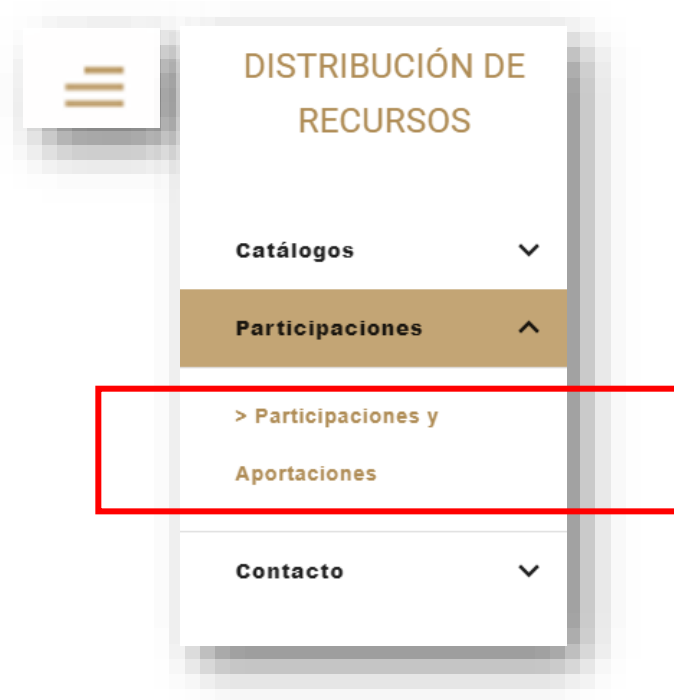 DISTRIBUCIÓN DE
RECURSOS
Catálogos
Participaciones
> Participaciones y
Aportaciones
Contacto